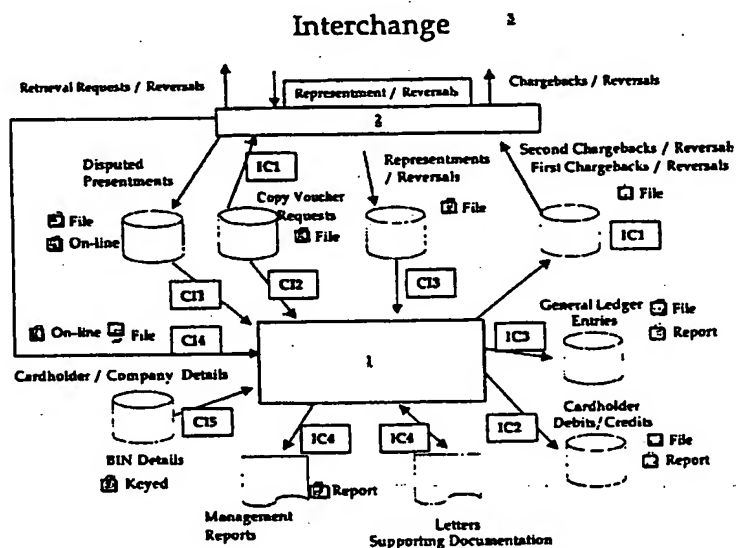 Interchange 3
Retrieval Requests / Reversals
Representment / Reversals
Chargebacks / Reversals
2
Disputed
Presentments
IC1
Copy Voucher
Requests
Representments
/ Reversals
Second Chargebacks / Reversals
First Chargebacks / Reversals
File
On-line
File
File
File
IC1
CI1
CI2
CI3
General Ledger
Entries
File
Report
On-line
File
CI4
IC3
1
Cardholder / Company Details
CI5
BIN Details
Keyed
IC4
IC4
IC2
Cardholder
Debits/Credits
File
Report
Report
Management
Reports
Letters
Supporting Documentation